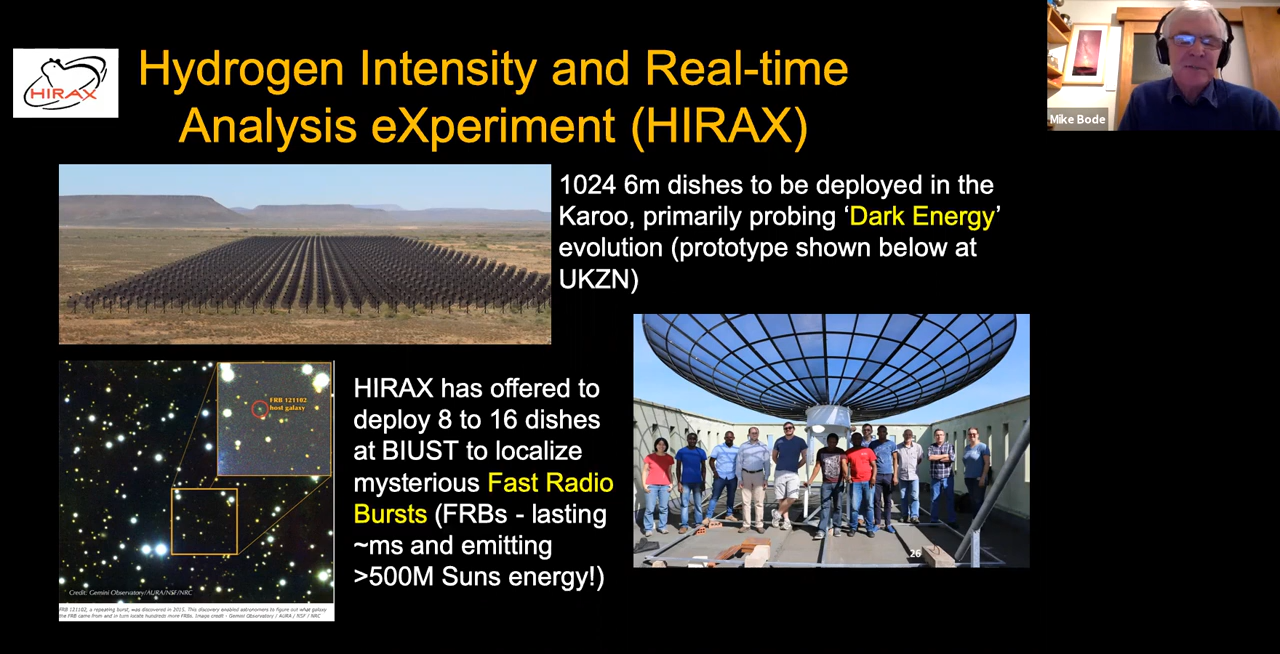 HIRAX
Hydrogen Intensity and Real-time
Analysis eXperiment (HIRAX)
Mike Bode
1024 6m dishes to be deployed in the
Karoo, primarily probing ‘Dark Energy’
evolution (prototype shown below at
UKZN)
FRB 121102
host galaxy
HIRAX has offered to
deploy 8 to 16 dishes
at BIUST to localize
mysterious Fast Radio
Bursts (FRBs - lasting
~ms and emitting
>500M Suns energy!)
26
Credit: Gemini Observatory/AURA/NSF/NRC
FRB 121102, a repeating burst, was discovered in 2015. This discovery enabled astronomers to figure out what galaxy
the FRB came from and in turn locate hundreds more FRBs. Image credit - Gemini Observatory / AURA / NSF / NRC